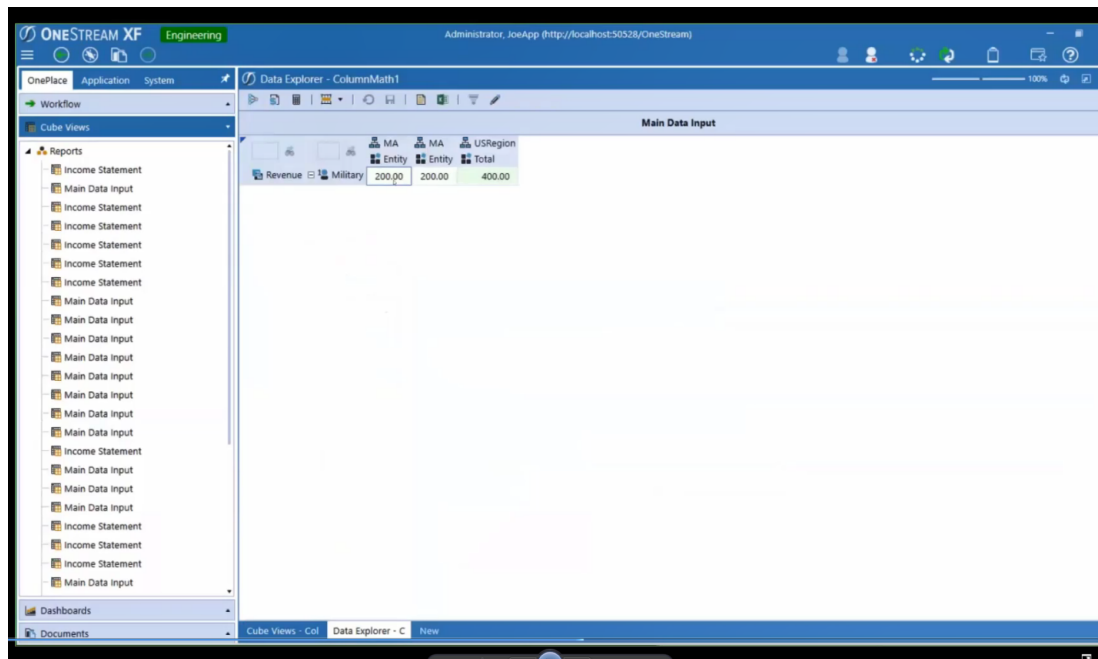 ONESTREAM XF Engineering Administrator, JoeApp (http://localhost:50528/OneStream)
100%
OnePlace Application System
Data Explorer - ColumnMath1
Workflow
Cube Views
Main Data Input
Reports
Income Statement
Main Data Input
Income Statement
Income Statement
Income Statement
Income Statement
Income Statement
Main Data Input
Main Data Input
Main Data Input
Main Data Input
Main Data Input
Main Data Input
Main Data Input
Main Data Input
Income Statement
Main Data Input
Main Data Input
Main Data Input
Income Statement
Income Statement
Income Statement
Main Data Input
MA MA USRegion
Entity Entity Total
Revenue Military 200.00 200.00 400.00
Dashboards
Documents
Cube Views - Col Data Explorer - C New